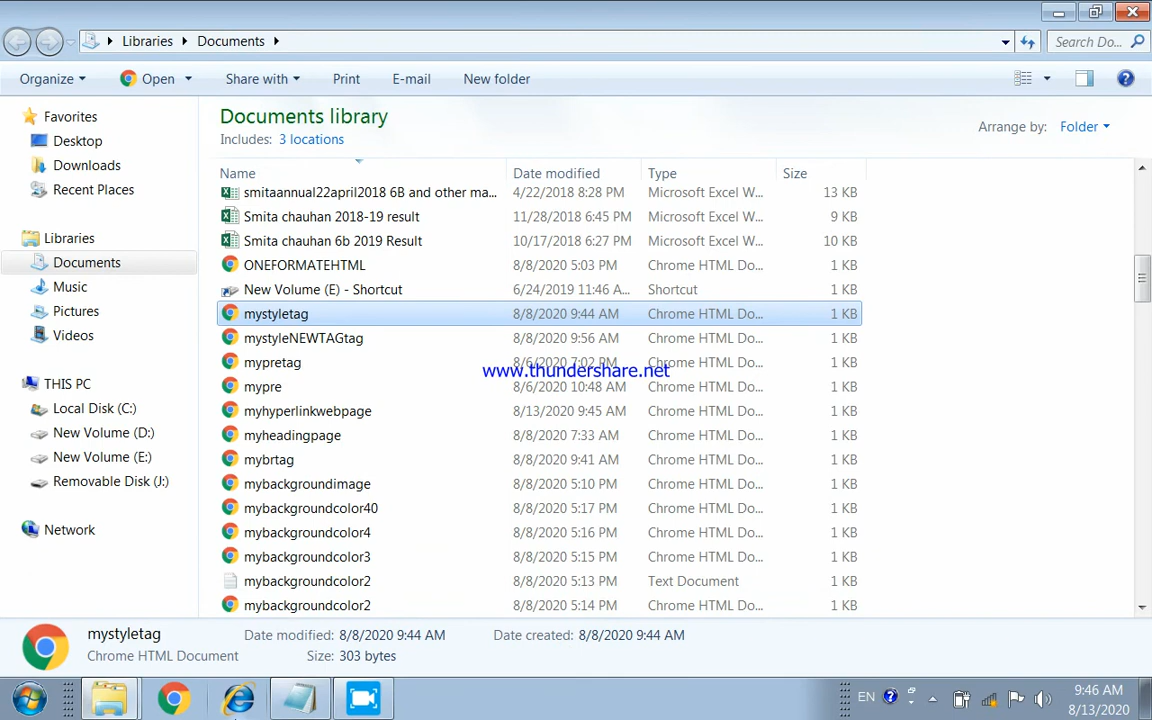 Libraries Documents Search Do...
Organize Open Share with Print E-mail New folder
Favorites
Desktop
Downloads
Recent Places
Libraries
Documents
Music
Pictures
Videos
THIS PC
Local Disk (C:)
New Volume (D:)
New Volume (E:)
Removable Disk (J:)
Network
Documents library
Includes: 3 locations
Arrange by: Folder
Name Date modified Type Size
smitaannual22april2018 6B and other ma... 4/22/2018 8:28 PM Microsoft Excel W... 13 KB
Smita chauhan 2018-19 result 11/28/2018 6:45 PM Microsoft Excel W... 9 KB
Smita chauhan 6b 2019 Result 10/17/2018 6:27 PM Microsoft Excel W... 10 KB
ONEFORMATEHTML 8/8/2020 5:03 PM Chrome HTML Do... 1 KB
New Volume (E) - Shortcut 6/24/2019 11:46 A... Shortcut 1 KB
mystyletag 8/8/2020 9:44 AM Chrome HTML Do... 1 KB
mystyleNEWTAGtag 8/8/2020 9:56 AM Chrome HTML Do... 1 KB
mypretag 8/6/2020 7:02 PM Chrome HTML Do... 1 KB
www.thundershare.net
mypre 8/6/2020 10:48 AM Chrome HTML Do... 1 KB
myhyperlinkwebpage 8/13/2020 9:45 AM Chrome HTML Do... 1 KB
myheadingpage 8/8/2020 7:33 AM Chrome HTML Do... 1 KB
mybrtag 8/8/2020 9:41 AM Chrome HTML Do... 1 KB
mybackgroundimage 8/8/2020 5:10 PM Chrome HTML Do... 1 KB
mybackgroundcolor40 8/8/2020 5:17 PM Chrome HTML Do... 1 KB
mybackgroundcolor4 8/8/2020 5:16 PM Chrome HTML Do... 1 KB
mybackgroundcolor3 8/8/2020 5:15 PM Chrome HTML Do... 1 KB
mybackgroundcolor2 8/8/2020 5:13 PM Text Document 1 KB
mybackgroundcolor2 8/8/2020 5:14 PM Chrome HTML Do... 1 KB
mystyletag Date modified: 8/8/2020 9:44 AM Date created: 8/8/2020 9:44 AM
Chrome HTML Document Size: 303 bytes
EN 9:46 AM
8/13/2020